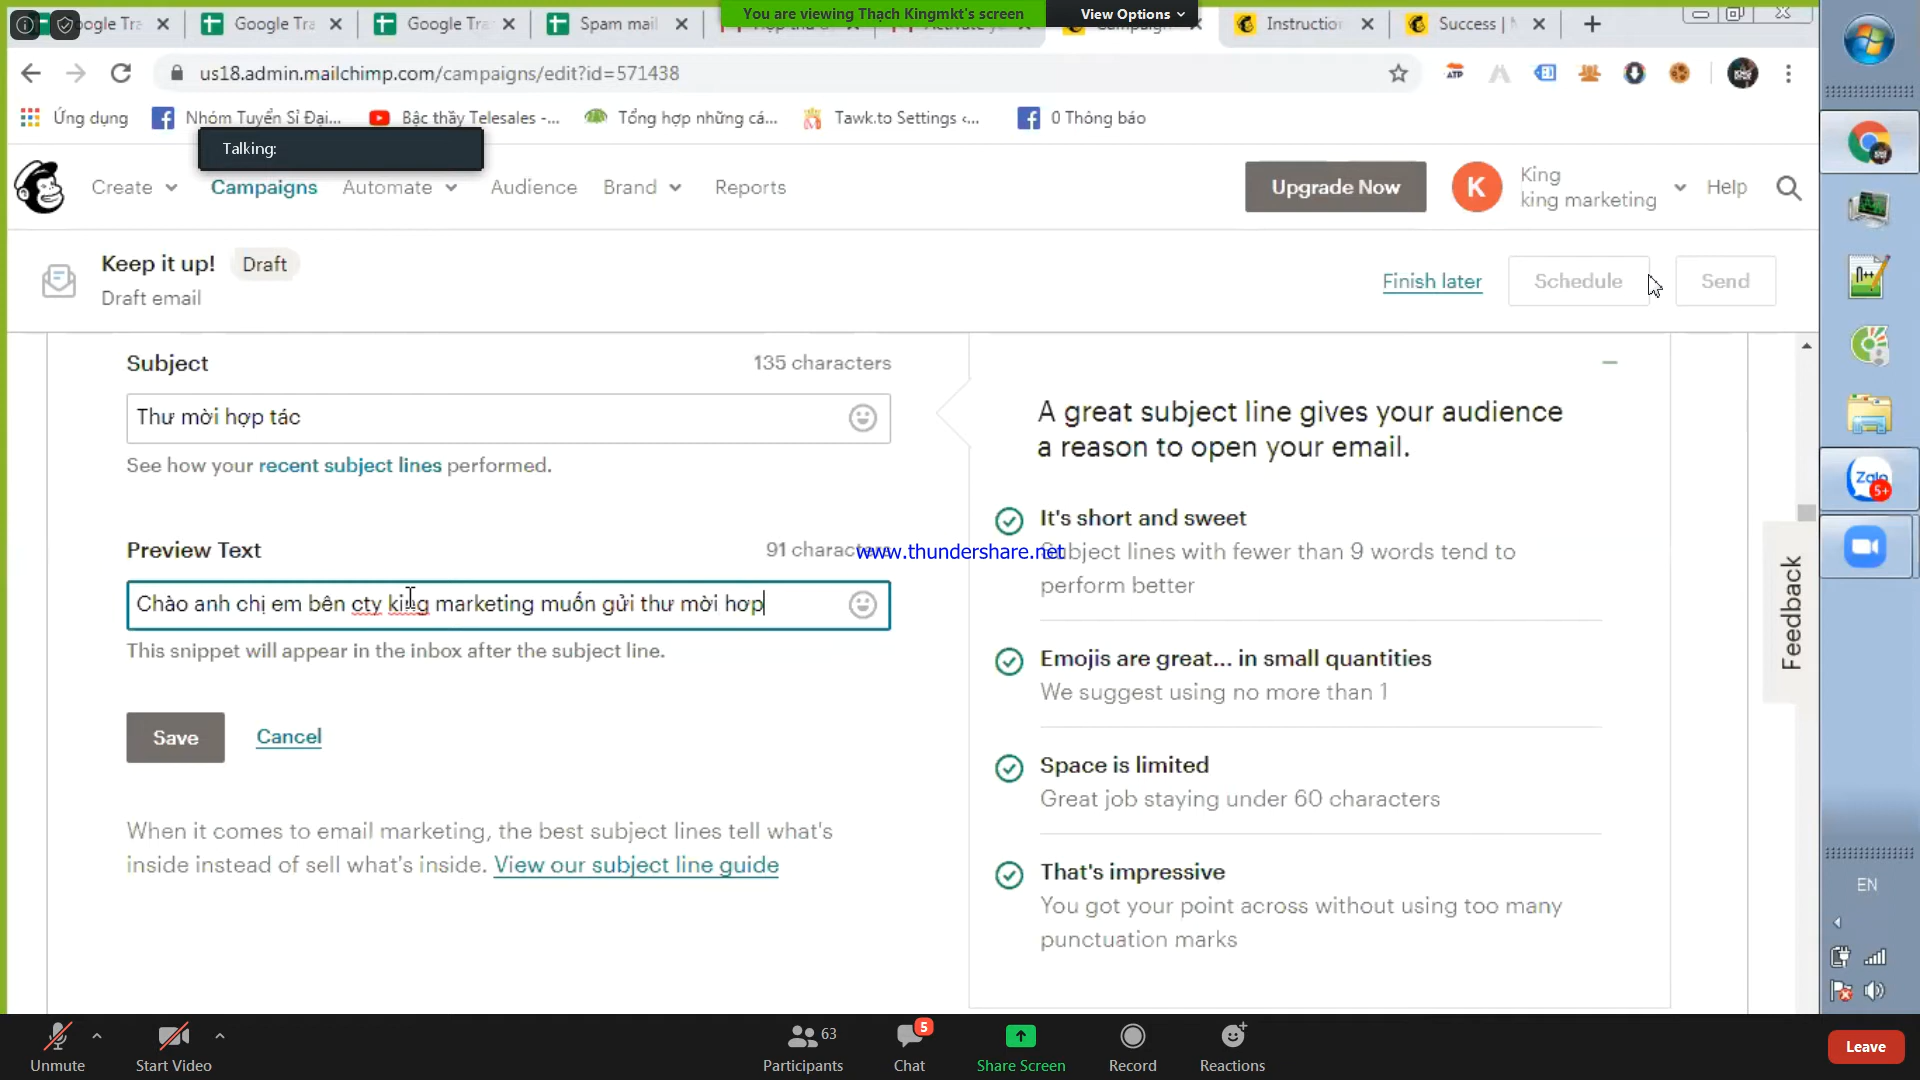 You are viewing Thạch Kingmkt's screen
View Options
Google Tra
Google Tra
Spam mail
Instruction
Success |
us18.admin.mailchimp.com/campaigns/edit?id=571438
Ứng dụng
Nhóm Tuyển Sỉ Đại...
Bậc thầy Telesales -...
Tổng hợp những cá...
Tawk.to Settings <...
0 Thông báo
Talking:
Create
Campaigns
Automate
Audience
Brand
Reports
Upgrade Now
K
King
king marketing
Help
Keep it up!
Draft
Draft email
Finish later
Schedule
Send
Subject
135 characters
Thư mời hợp tác
See how your recent subject lines performed.
Preview Text
91 characters
Chào anh chị em bên cty king marketing muốn gửi thư mời hơp
This snippet will appear in the inbox after the subject line.
Save
Cancel
When it comes to email marketing, the best subject lines tell what's
inside instead of sell what's inside. View our subject line guide
A great subject line gives your audience
a reason to open your email.
It's short and sweet
www.thundershare.net
Subject lines with fewer than 9 words tend to
perform better
Emojis are great... in small quantities
We suggest using no more than 1
Space is limited
Great job staying under 60 characters
That's impressive
You got your point across without using too many
punctuation marks
Feedback
Zalo
5+
EN
Unmute
Start Video
63
Participants
5
Chat
Share Screen
Record
Reactions
Leave